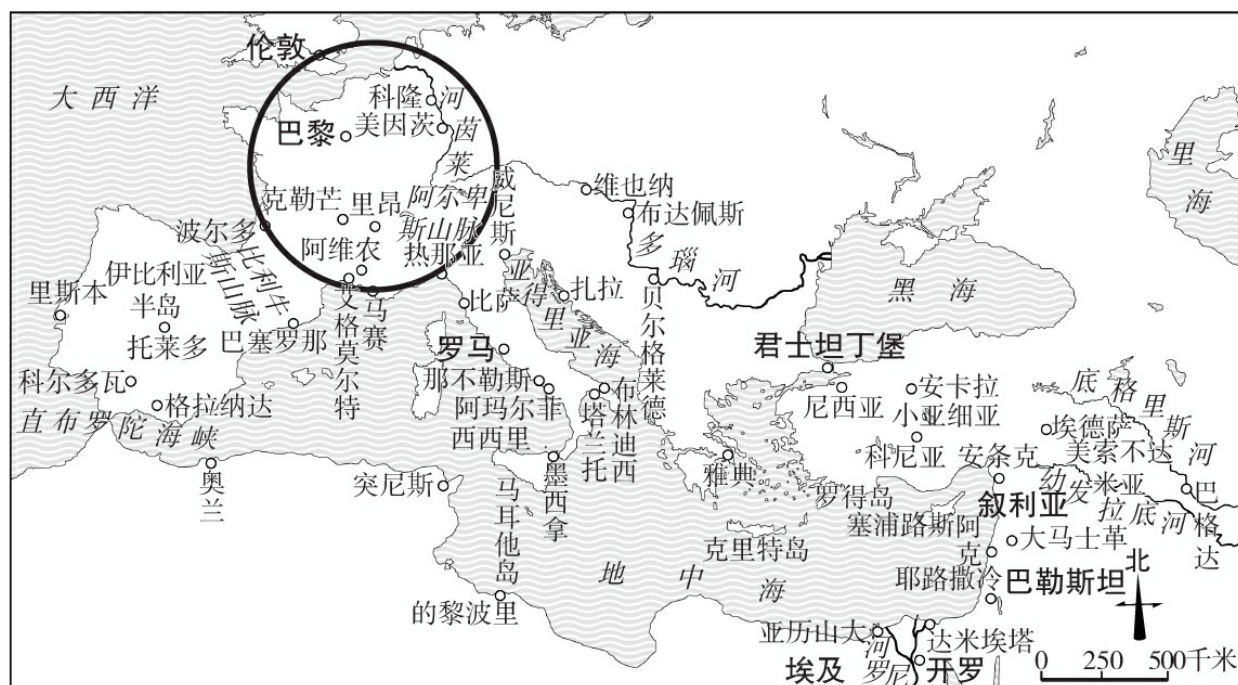 伦敦
大西洋
科隆
河
巴黎
美因茨
茵
莱
里
海
克勒芒
里昂
阿尔卑
斯山脉
威尼斯
维也纳
布达佩斯
多瑙河
波尔多
比利牛
斯山脉
阿维农
热那亚
亚得里亚海
扎拉
黑海
里斯本
伊比利亚
半岛
托莱多
巴塞罗那
艾格莫尔特
马赛
比萨
贝尔格莱德
罗马
君士坦丁堡
科尔多瓦
格拉纳达
直布罗陀海峡
那不勒斯
阿玛尔菲
西西里
塔兰托
布林迪西
尼西亚
安卡拉
小亚细亚
科尼亚
安条克
底格里斯河
埃德萨
美索不达
米亚
幼发拉底河
巴格达
奥兰
突尼斯
马耳他岛
墨西拿
雅典
罗得岛
塞浦路斯
阿克
叙利亚
大马士革
克里特岛
地中海
耶路撒冷
巴勒斯坦
北
的黎波里
亚历山大
达米埃塔
埃及
开罗
尼罗河
0 250 500千米